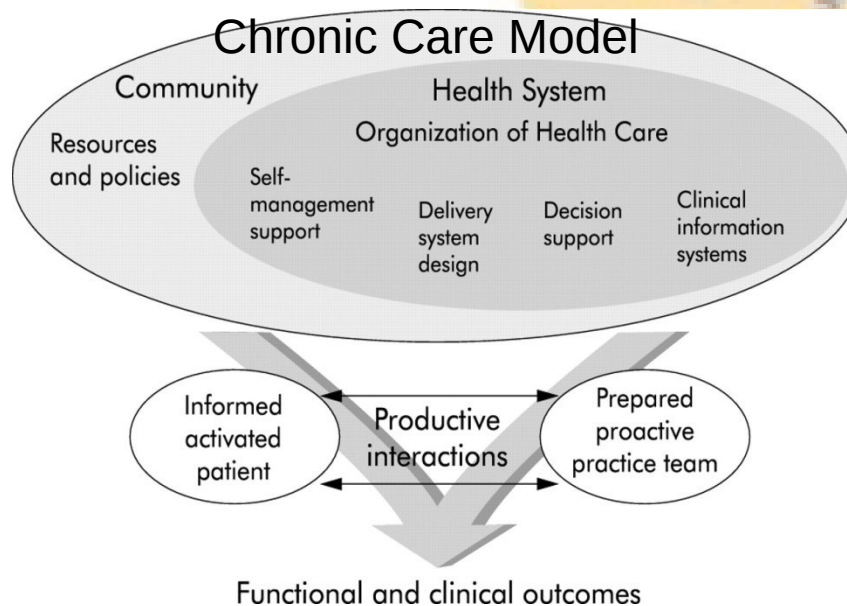 Chronic Care Model
Community
Health System
Organization of Health Care
Resources
and policies
Self-
management
support
Delivery
system
design
Decision
support
Clinical
information
systems
Informed
activated
patient
Productive
interactions
Prepared
proactive
practice team
Functional and clinical outcomes